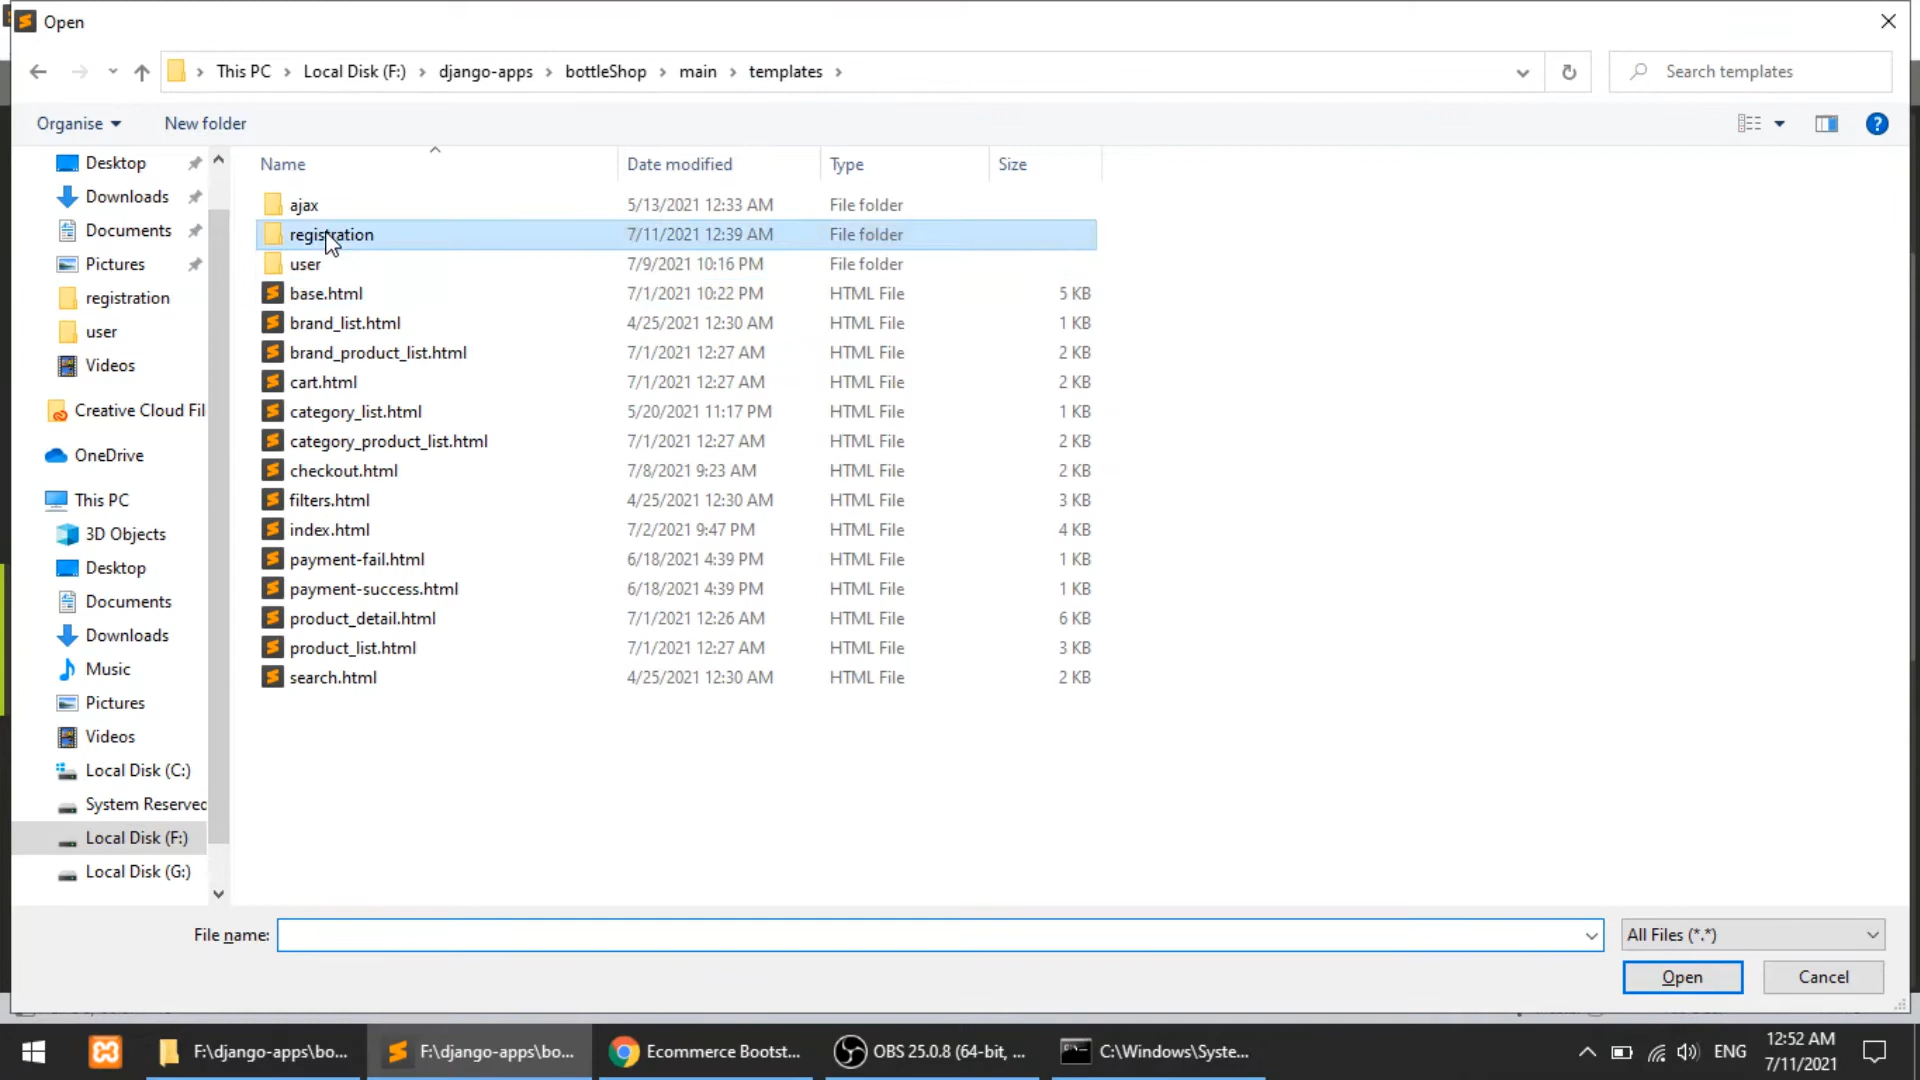 Open
This PC Local Disk (F:) django-apps bottleShop main templates
Search templates
Organise New folder
Name Date modified Type Size
Desktop
Downloads
Documents
Pictures
registration
user
Videos
Creative Cloud Fil
OneDrive
This PC
3D Objects
Desktop
Documents
Downloads
Music
Pictures
Videos
Local Disk (C:)
System Reserved
Local Disk (F:)
Local Disk (G:)
ajax 5/13/2021 12:33 AM File folder
registration 7/11/2021 12:39 AM File folder
user 7/9/2021 10:16 PM File folder
base.html 7/1/2021 10:22 PM HTML File 5 KB
brand_list.html 4/25/2021 12:30 AM HTML File 1 KB
brand_product_list.html 7/1/2021 12:27 AM HTML File 2 KB
cart.html 7/1/2021 12:27 AM HTML File 2 KB
category_list.html 5/20/2021 11:17 PM HTML File 1 KB
category_product_list.html 7/1/2021 12:27 AM HTML File 2 KB
checkout.html 7/8/2021 9:23 AM HTML File 2 KB
filters.html 4/25/2021 12:30 AM HTML File 3 KB
index.html 7/2/2021 9:47 PM HTML File 4 KB
payment-fail.html 6/18/2021 4:39 PM HTML File 1 KB
payment-success.html 6/18/2021 4:39 PM HTML File 1 KB
product_detail.html 7/1/2021 12:26 AM HTML File 6 KB
product_list.html 7/1/2021 12:27 AM HTML File 3 KB
search.html 4/25/2021 12:30 AM HTML File 2 KB
File name:
All Files (*.*)
Open Cancel
F:\django-apps\bo... F:\django-apps\bo... Ecommerce Bootst... OBS 25.0.8 (64-bit, ... C:\Windows\Syste... ENG
12:52 AM
7/11/2021